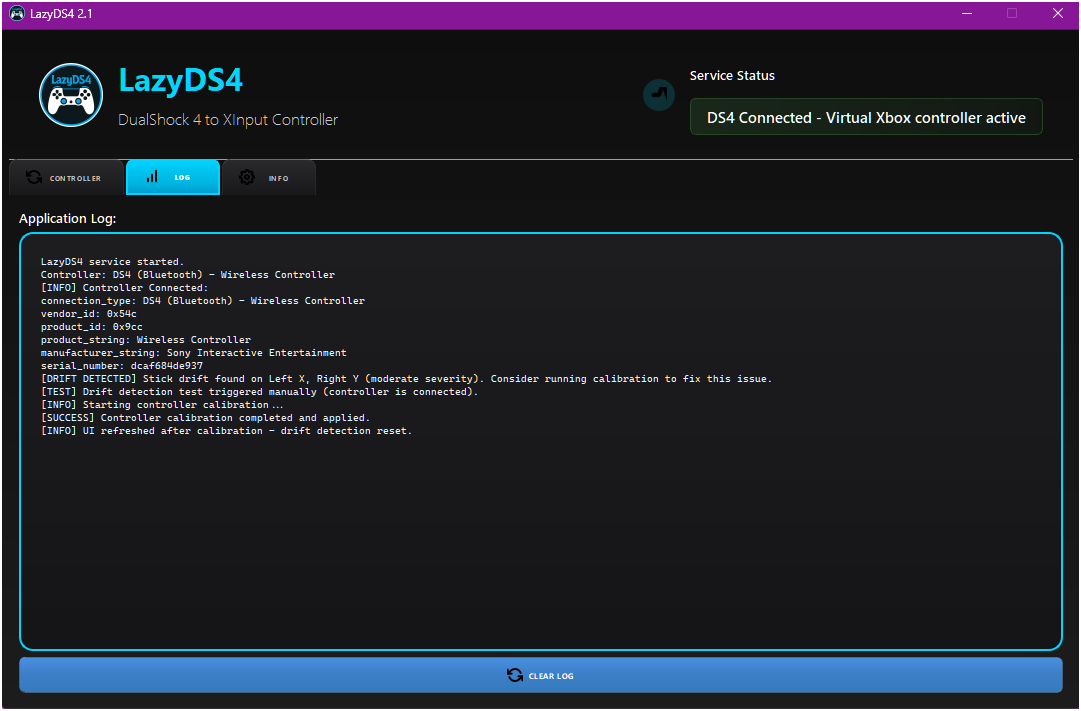 LazyDS4 2.1
LazyDS4
LazyDS4
DualShock 4 to XInput Controller
Service Status
DS4 Connected - Virtual Xbox controller active
CONTROLLER
LOG
INFO
Application Log:
LazyDS4 service started.
Controller: DS4 (Bluetooth) - Wireless Controller
[INFO] Controller Connected:
connection_type: DS4 (Bluetooth) - Wireless Controller
vendor_id: 0x54c
product_id: 0x9cc
product_string: Wireless Controller
manufacturer_string: Sony Interactive Entertainment
serial_number: dcaf684de937
[DRIFT DETECTED] Stick drift found on Left X, Right Y (moderate severity). Consider running calibration to fix this issue.
[TEST] Drift detection test triggered manually (controller is connected).
[INFO] Starting controller calibration...
[SUCCESS] Controller calibration completed and applied.
[INFO] UI refreshed after calibration - drift detection reset.
CLEAR LOG